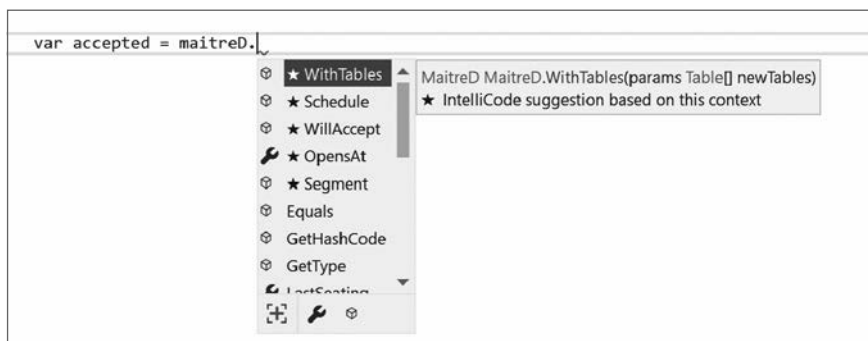 var accepted = maitreD.
★ WithTables
MaitreD MaitreD.WithTables(params Table[] newTables)
★ IntelliCode suggestion based on this context
★ Schedule
★ WillAccept
★ OpensAt
★ Segment
Equals
GetHashCode
GetType
LastSeating